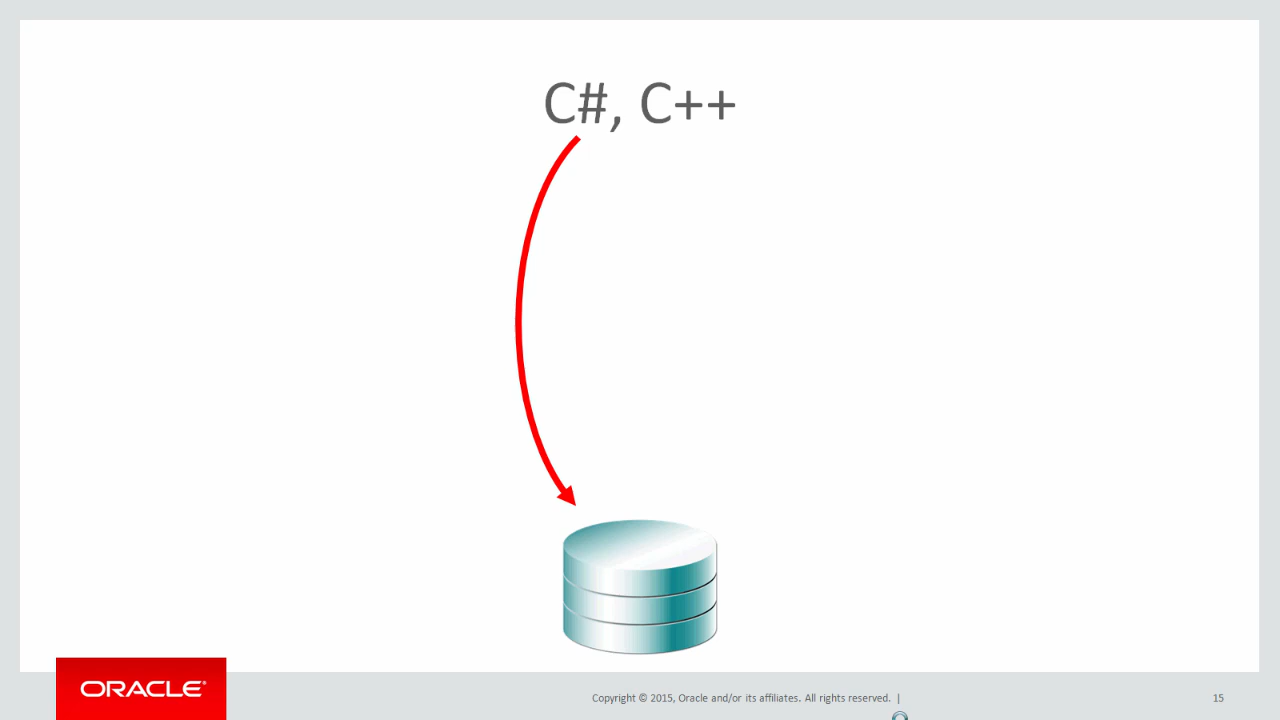 C#, C++
ORACLE®
Copyright © 2015, Oracle and/or its affiliates. All rights reserved. |
15